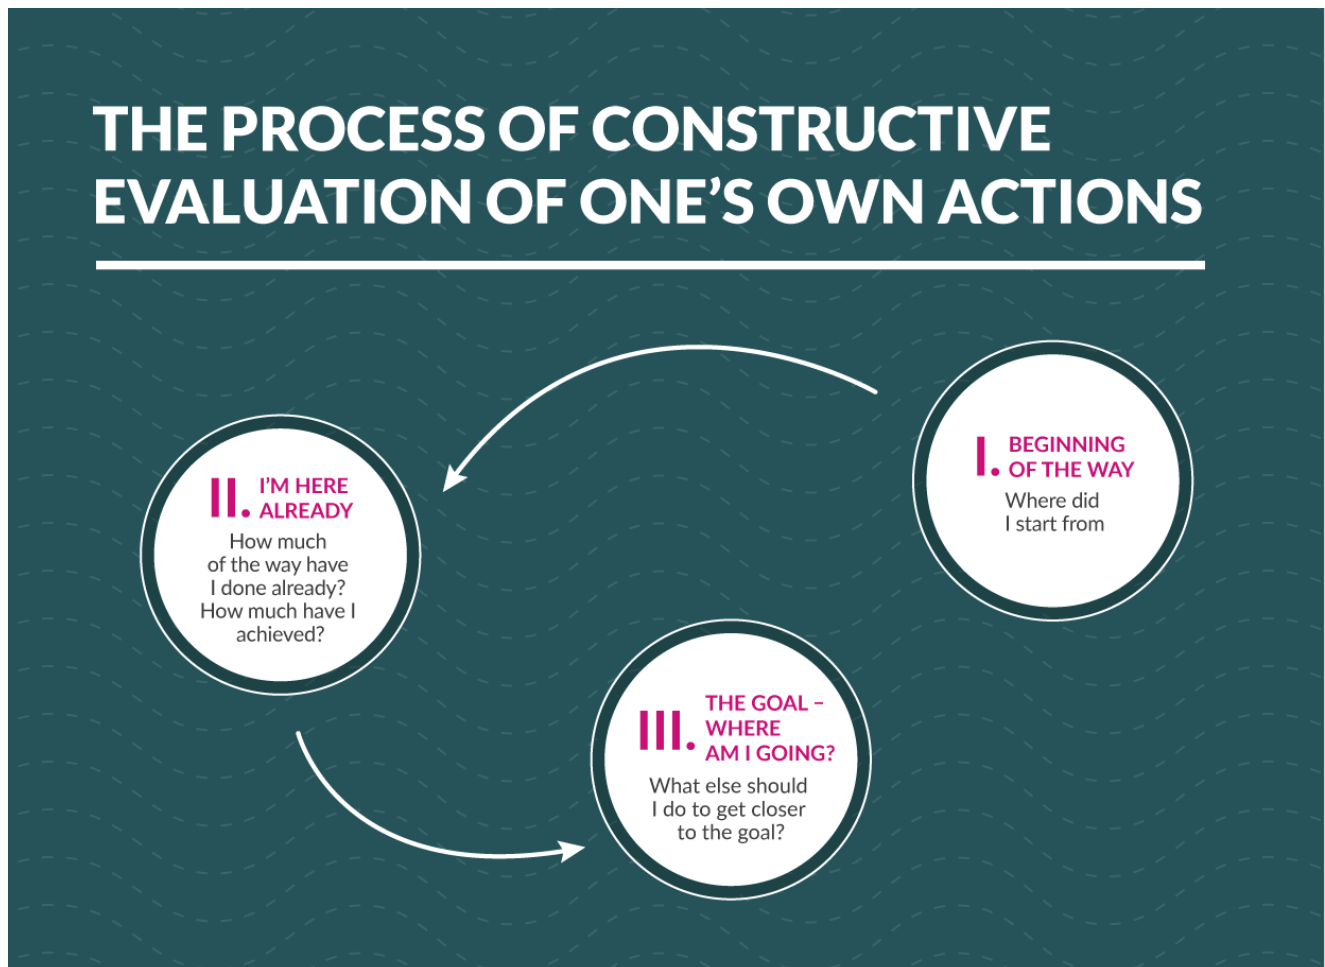 THE PROCESS OF CONSTRUCTIVE
EVALUATION OF ONE'S OWN ACTIONS
I. BEGINNING
OF THE WAY
Where did
I start from
II. I'M HERE
ALREADY
How much
of the way have
I done already?
How much have I
achieved?
III. THE GOAL –
WHERE
AM I GOING?
What else should
I do to get closer
to the goal?